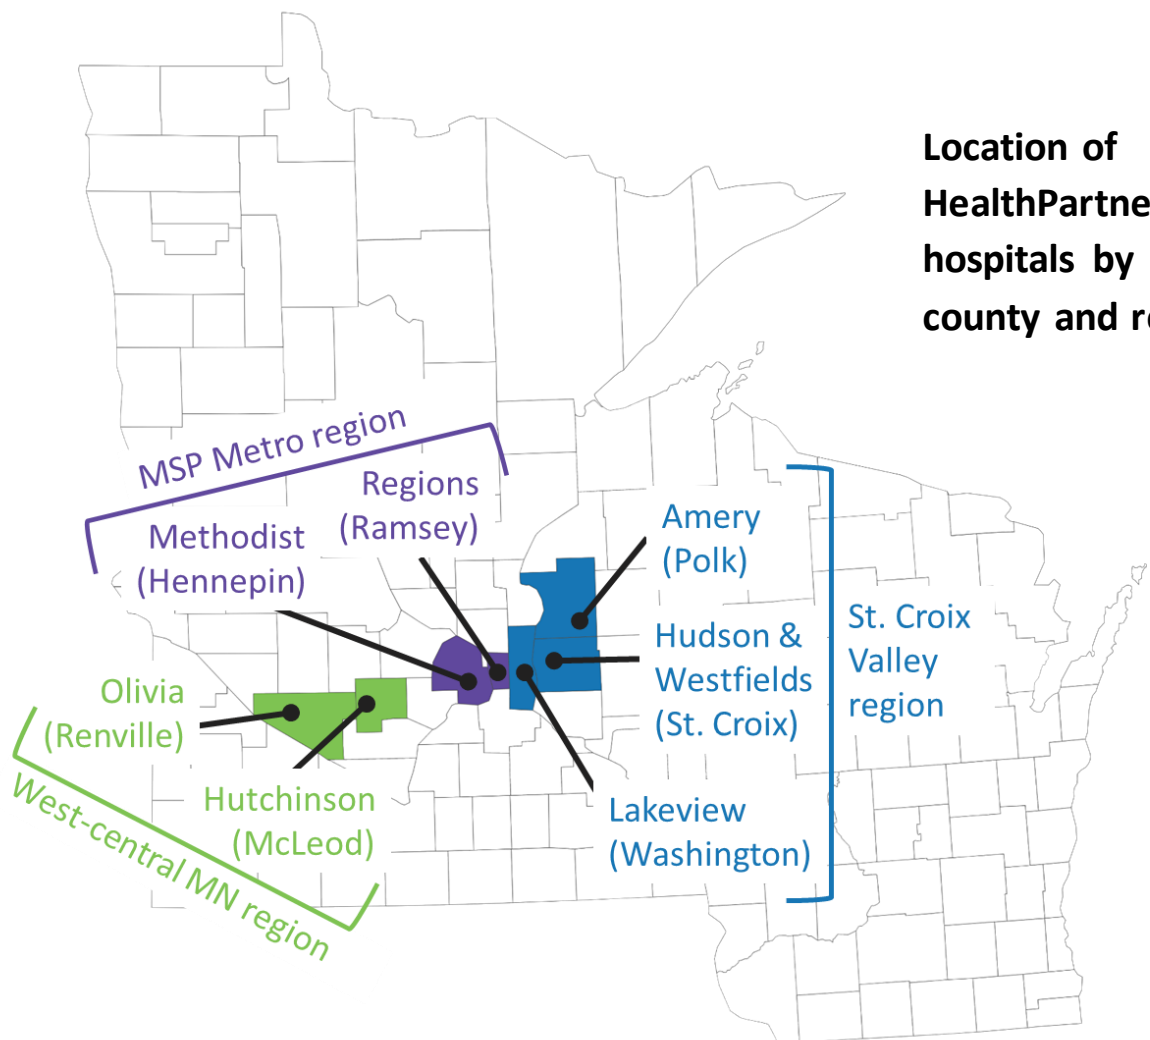 Location of
HealthPartne
hospitals by
county and re
MSP Metro region
Regions
(Ramsey)
Methodist
(Hennepin)
Amery
(Polk)
Hudson &
Westfields
(St. Croix)
St. Croix
Valley
region
Olivia
(Renville)
Hutchinson
(McLeod)
Lakeview
(Washington)
West-central MN region